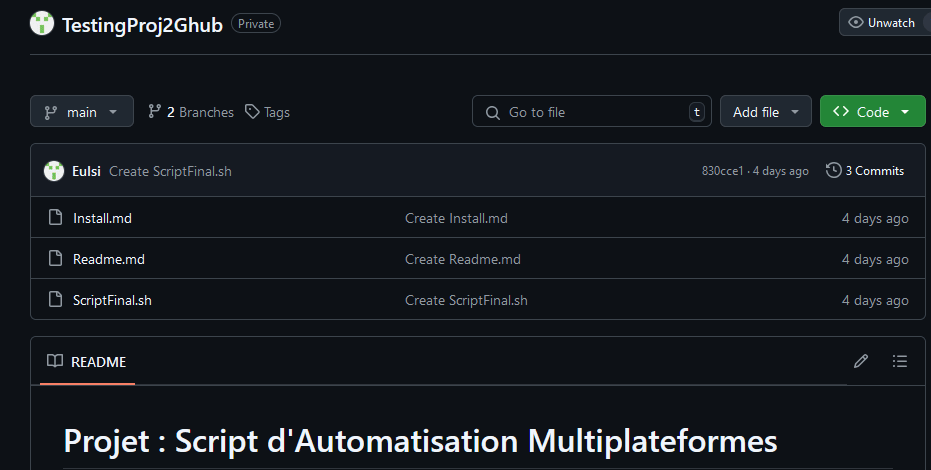 TestingProj2Ghub Private Unwatch
main 2 Branches Tags Go to file t Add file Code
Eulsi Create ScriptFinal.sh 830cce1 · 4 days ago 3 Commits
Install.md Create Install.md 4 days ago
Readme.md Create Readme.md 4 days ago
ScriptFinal.sh Create ScriptFinal.sh 4 days ago
README
Projet : Script d'Automatisation Multiplateformes